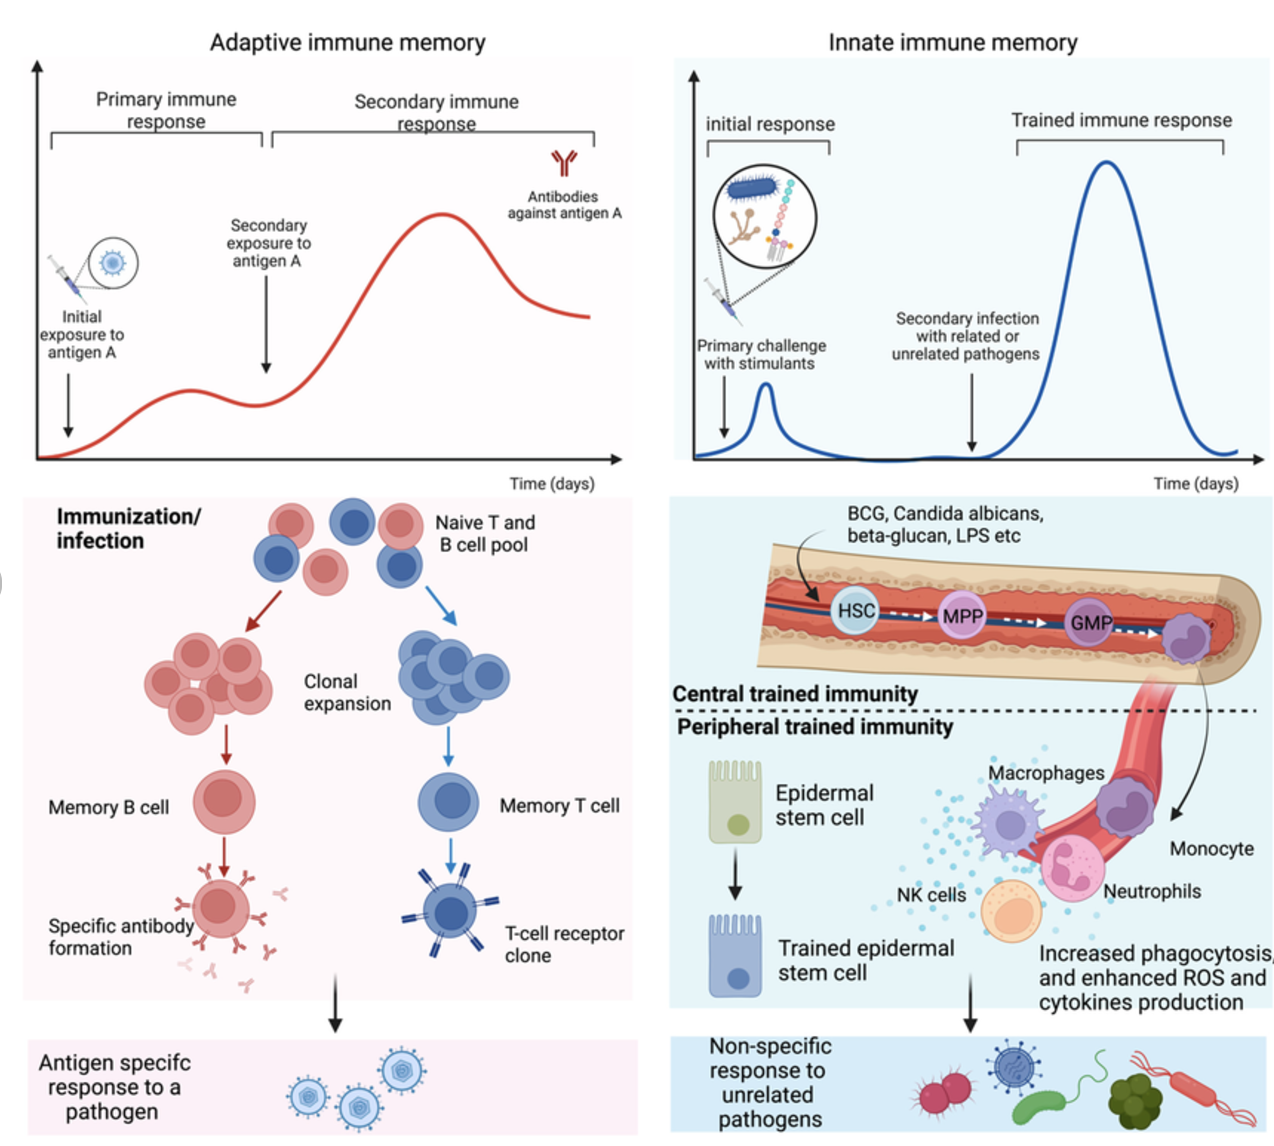 Adaptive immune memory
Primary immune
response
Secondary immune
response
Antibodies
against antigen A
Secondary
exposure to
antigen A
Initial
exposure to
antigen A
Time (days)
Innate immune memory
initial response
Trained immune response
Secondary infection
with related or
unrelated pathogens
Primary challenge
with stimulants
Time (days)
Immunization/
infection
Naive T and
B cell pool
Clonal
expansion
Memory B cell
Memory T cell
Specific antibody
formation
T-cell receptor
clone
Antigen specifc
response to a
pathogen
BCG, Candida albicans,
beta-glucan, LPS etc
HSC
MPP
GMP
Central trained immunity
Peripheral trained immunity
Macrophages
Epidermal
stem cell
Monocyte
Neutrophils
NK cells
Trained epidermal
stem cell
Increased phagocytosis,
and enhanced ROS and
cytokines production
Non-specific
response to
unrelated
pathogens